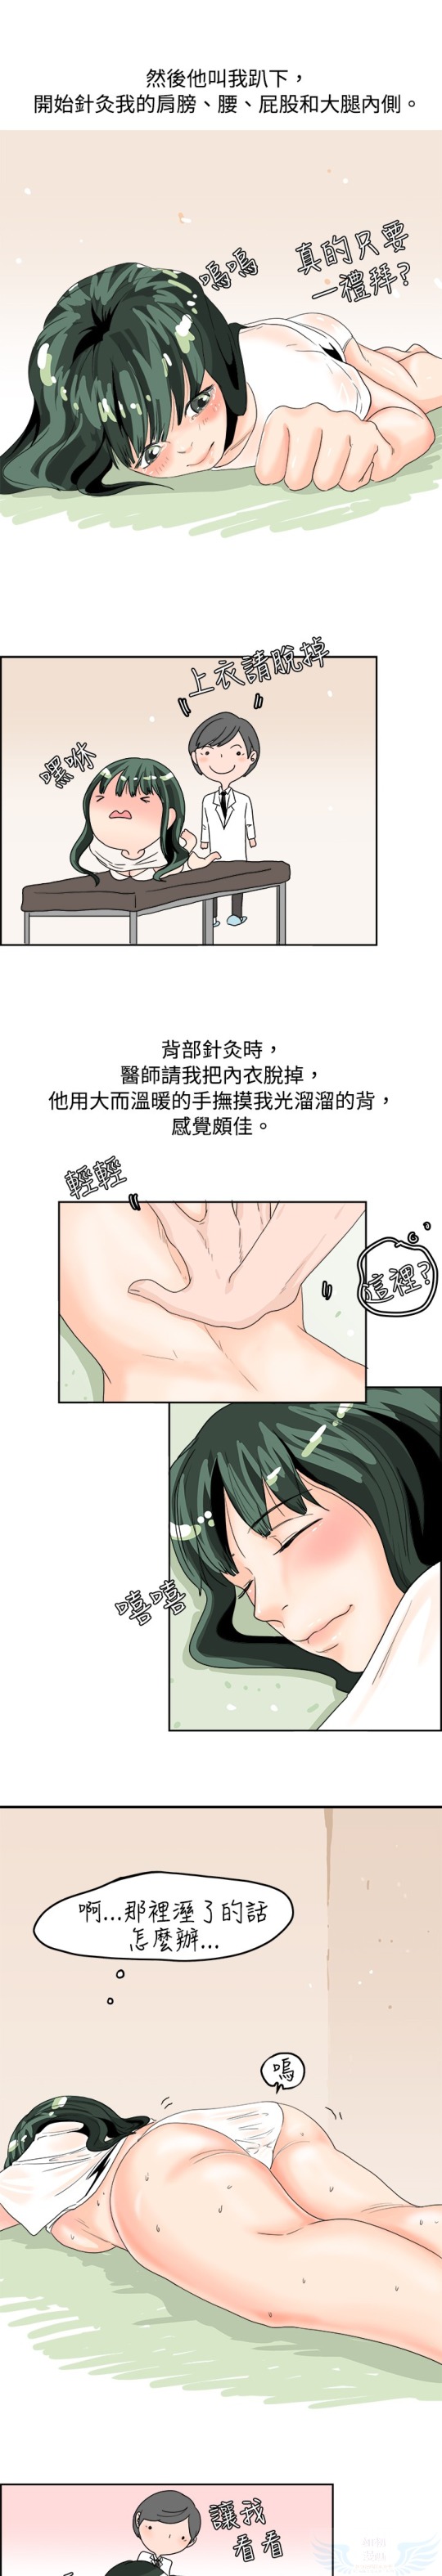 然後他叫我趴下，
開始針灸我的肩膀、腰、屁股和大腿內側。
嗚嗚
真的只要
一禮拜？
上衣請脫掉
嘿咻
背部針灸時，
醫師請我把內衣脫掉，
他用大而溫暖的手撫摸我光溜溜的背，
感覺頗佳。
輕輕
這裡？
嘻嘻
啊...那裡溼了的話
怎麼辦...
嗚
讓我
看看